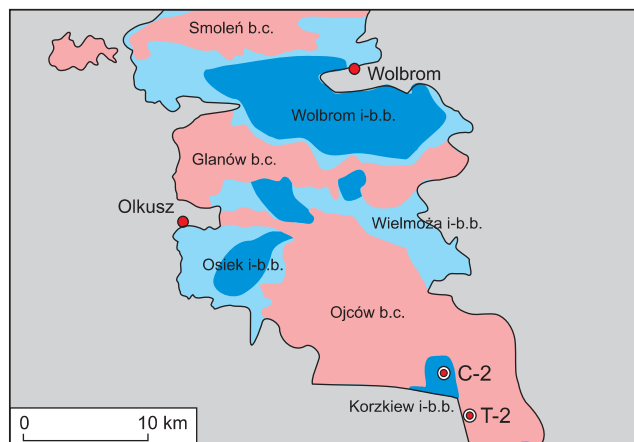 Smoleń b.c.
Wolbrom
Wolbrom i-b.b.
Glanów b.c.
Olkusz
Wielmoża i-b.b.
Osiek i-b.b.
Ojców b.c.
C-2
Korzkiew i-b.b.
T-2
0 10 km